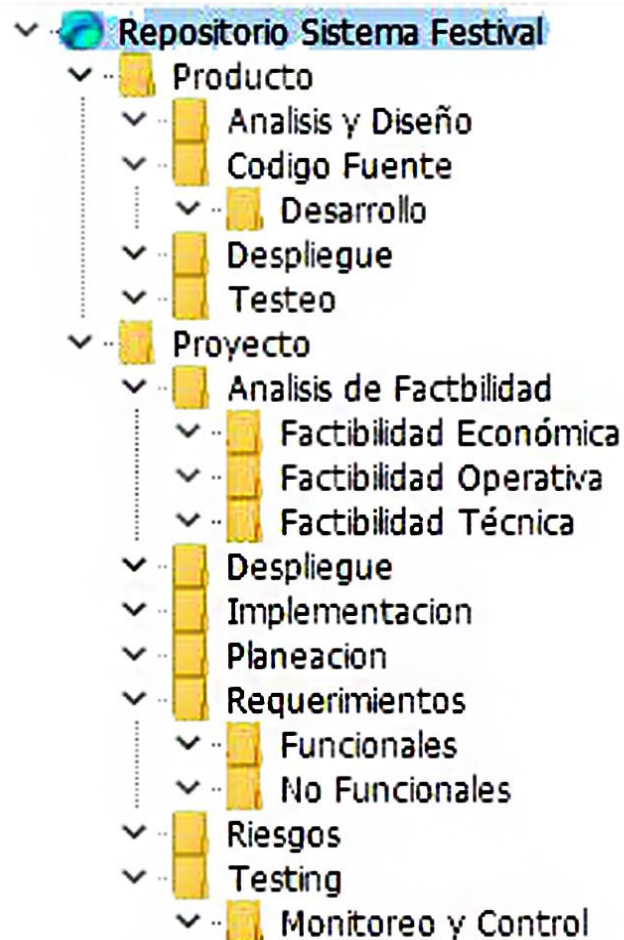 Repositorio Sistema Festival
Producto
Analisis y Diseño
Codigo Fuente
Desarrollo
Despliegue
Testeo
Proyecto
Analisis de Factbilidad
Factibilidad Económica
Factibilidad Operativa
Factibilidad Técnica
Despliegue
Implementacion
Planeacion
Requerimientos
Funcionales
No Funcionales
Riesgos
Testing
Monitoreo y Control